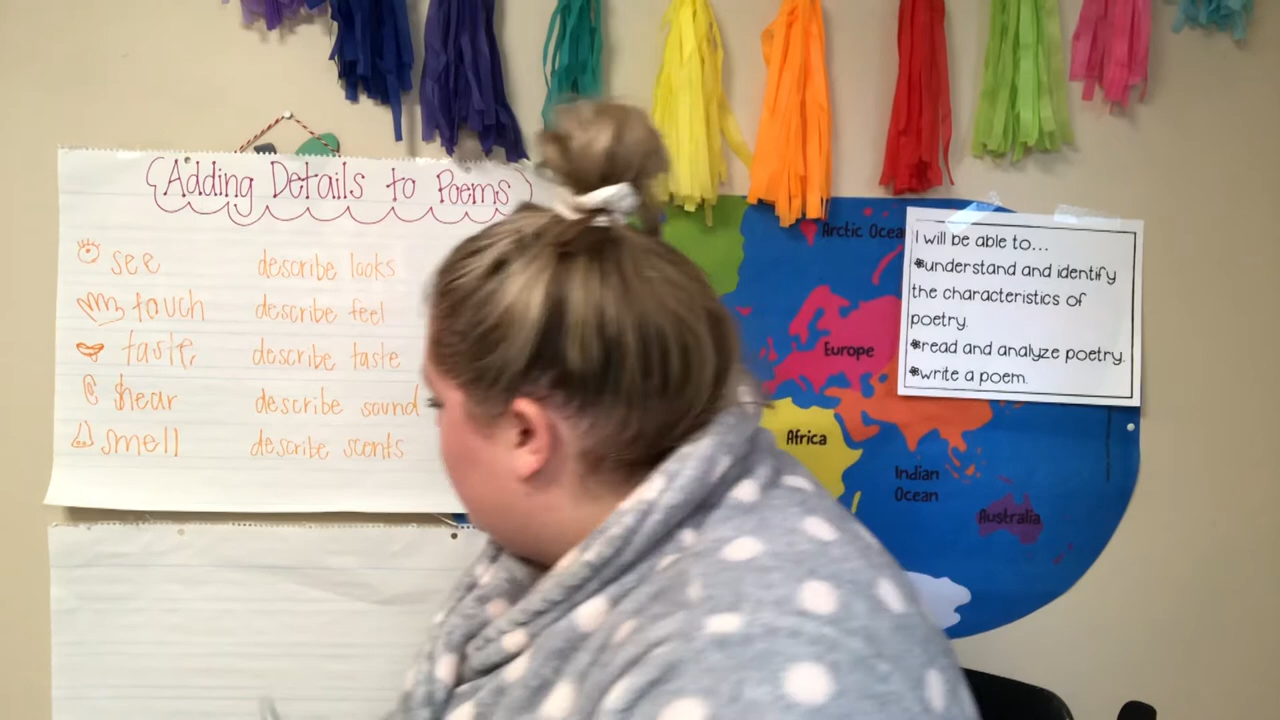 Adding Details to Poems
see describe looks
touch describe feel
taste, describe taste
hear describe sound
smell describe scents
Arctic Ocea
Europe
Africa
Indian
Ocean
Australia
I will be able to...
*understand and identify
the characteristics of
poetry.
*read and analyze poetry.
*write a poem.